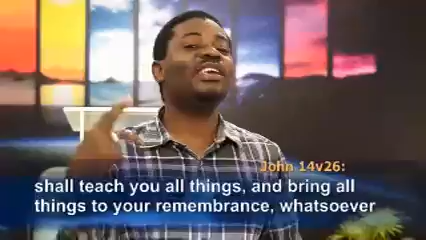 John 14v26:
shall teach you all things, and bring all
things to your remembrance, whatsoever